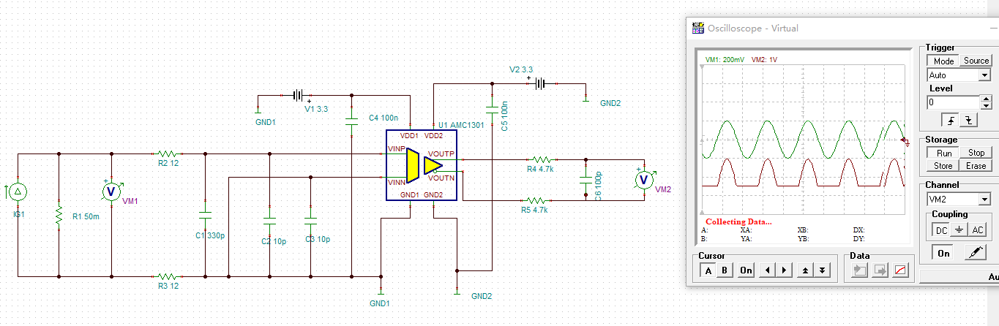 IG1
R1 50m
VM1
V
R2 12
R3 12
C1 330p
C2 10p
C3 10p
GND1
V1 3.3
C4 100n
V2 3.3
GND2
C5 100n
U1 AMC1301
VDD1 VDD2
VINP
VOUTP
VINN
VOUTN
GND1 GND2
R4 4.7k
R5 4.7k
C6 100p
V
VM2
GND1
GND2
Oscilloscope - Virtual
VM1: 200mV VM2: 1V
Collecting Data...
A: XA: XB: DX:
B: YA: YB: DY:
Cursor
A B On
Data
Trigger
Mode Source
Auto
Level
0
Storage
Run Stop
Store Erase
Channel
VM2
Coupling
DC AC
On
Au